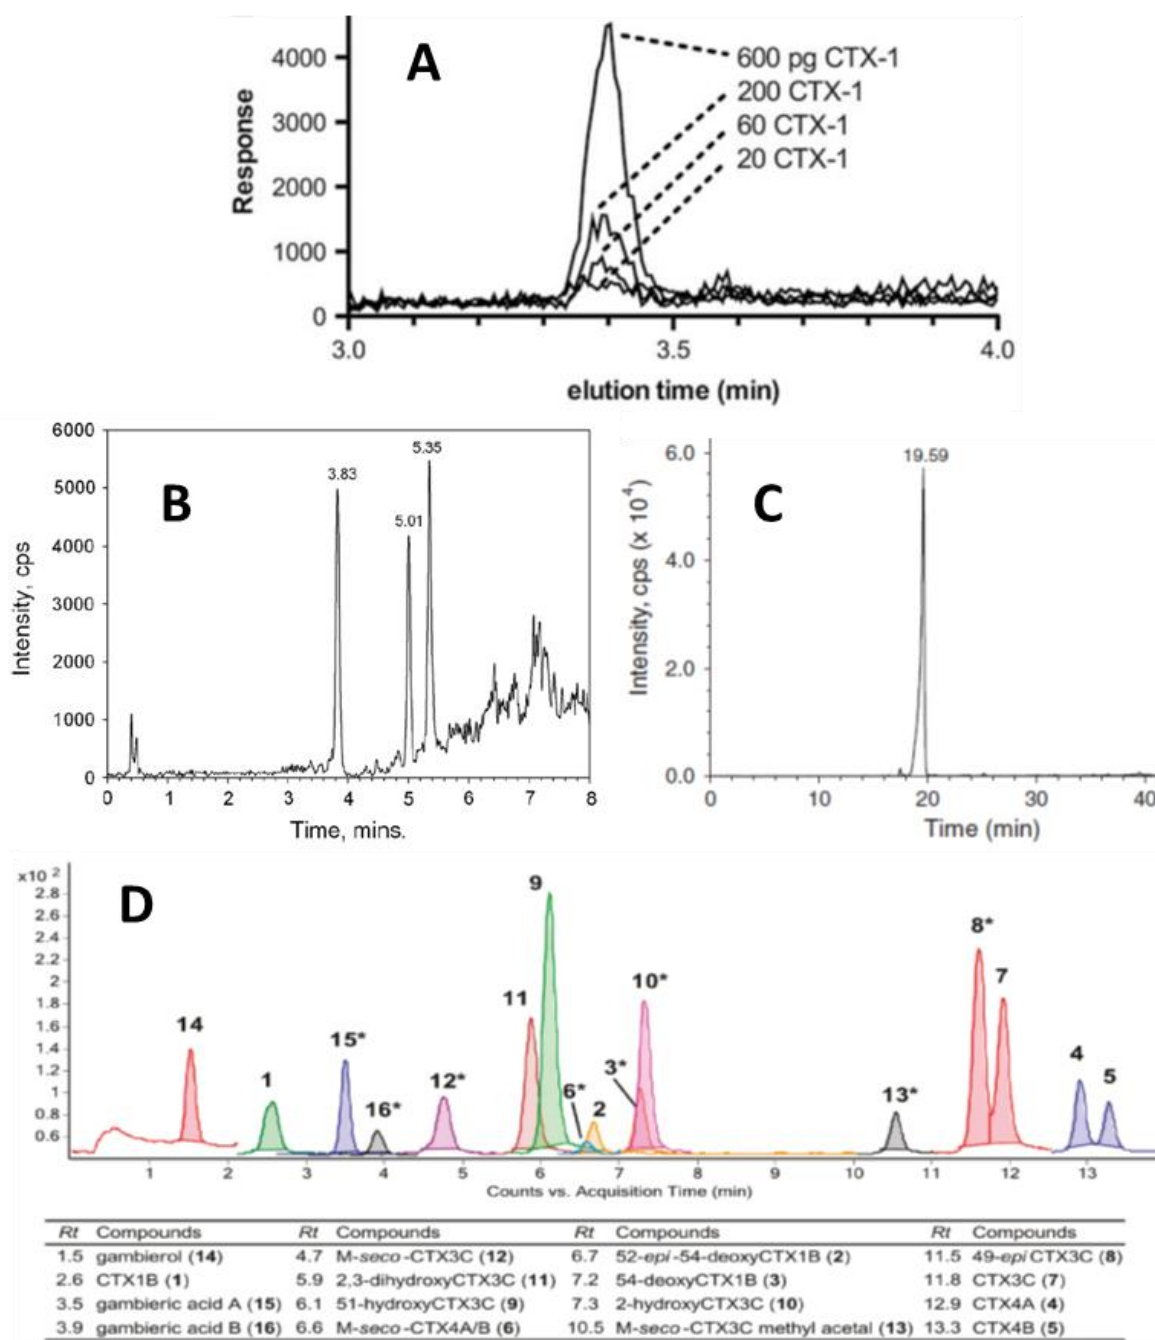 A
4000
3000
2000
1000
0
Response
600 pg CTX-1
200 CTX-1
60 CTX-1
20 CTX-1
3.0 3.5 4.0
elution time (min)
B
6000
5000
4000
3000
2000
1000
0
Intensity, cps
3.83
5.01
5.35
0 1 2 3 4 5 6 7 8
Time, mins.
C
6.0
4.0
2.0
0.0
Intensity, cps (x 10⁴)
19.59
0 10 20 30 40
Time (min)
D
x10 2
2.8
2.6
2.4
2.2
2
1.8
1.6
1.4
1.2
1
0.8
0.6
14
1
15*
16*
12*
11
9
6*
2
3*
10*
13*
8*
7
4
5
1 2 3 4 5 6 7 8 9 10 11 12 13
Counts vs. Acquisition Time (min)
Rt Compounds Rt Compounds Rt Compounds Rt Compounds
1.5 gambierol (14) 4.7 M-seco-CTX3C (12) 6.7 52-epi-54-deoxyCTX1B (2) 11.5 49-epiCTX3C (8)
2.6 CTX1B (1) 5.9 2,3-dihydroxyCTX3C (11) 7.2 54-deoxyCTX1B (3) 11.8 CTX3C (7)
3.5 gambieric acid A (15) 6.1 51-hydroxyCTX3C (9) 7.3 2-hydroxyCTX3C (10) 12.9 CTX4A (4)
3.9 gambieric acid B (16) 6.6 M-seco-CTX4A/B (6) 10.5 M-seco-CTX3C methyl acetal (13) 13.3 CTX4B (5)